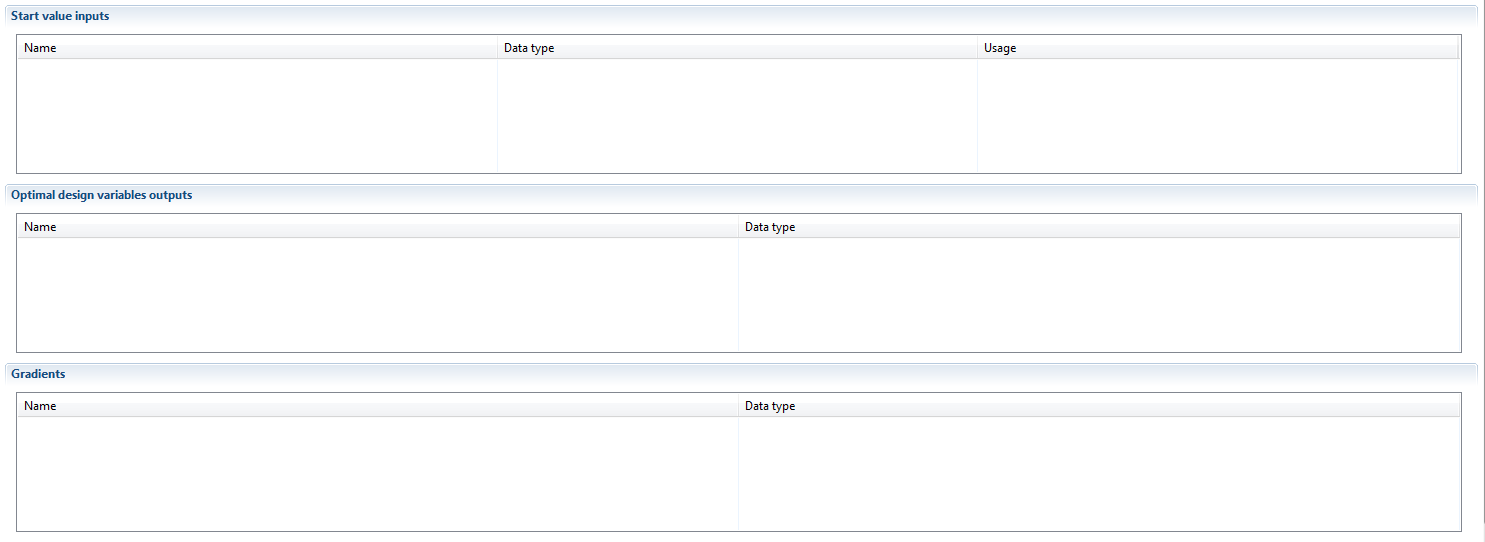 Start value inputs
Name Data type Usage
Optimal design variables outputs
Name Data type
Gradients
Name Data type